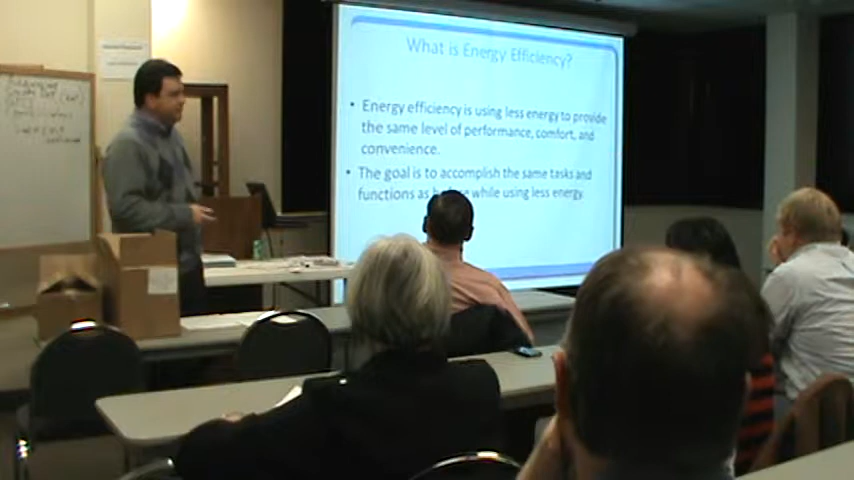 What is Energy Efficiency?
• Energy efficiency is using less energy to provide
the same level of performance, comfort, and
convenience.
• The goal is to accomplish the same tasks and
functions as before while using less energy.